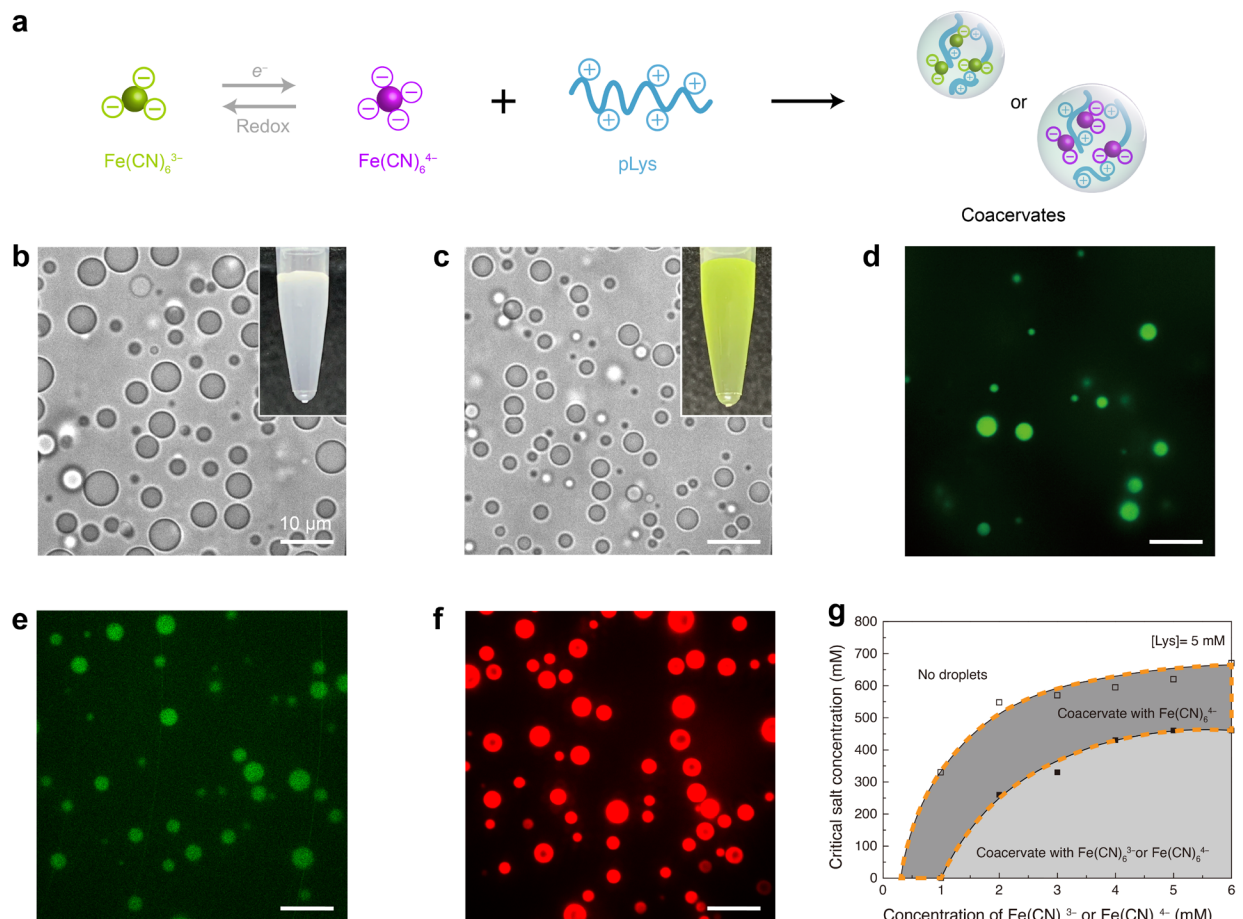 a
e⁻
Redox
Fe(CN)₆³⁻
Fe(CN)₆⁴⁻
+
pLys
or
Coacervates
b
10 µm
c
d
e
f
g
[Lys]= 5 mM
No droplets
Coacervate with Fe(CN)₆⁴⁻
Coacervate with Fe(CN)₆³⁻or Fe(CN)₆⁴⁻
Critical salt concentration (mM)
800
700
600
500
400
300
200
100
0
0 1 2 3 4 5 6
Concentration of Fe(CN)₆³⁻ or Fe(CN)₆⁴⁻ (mM)